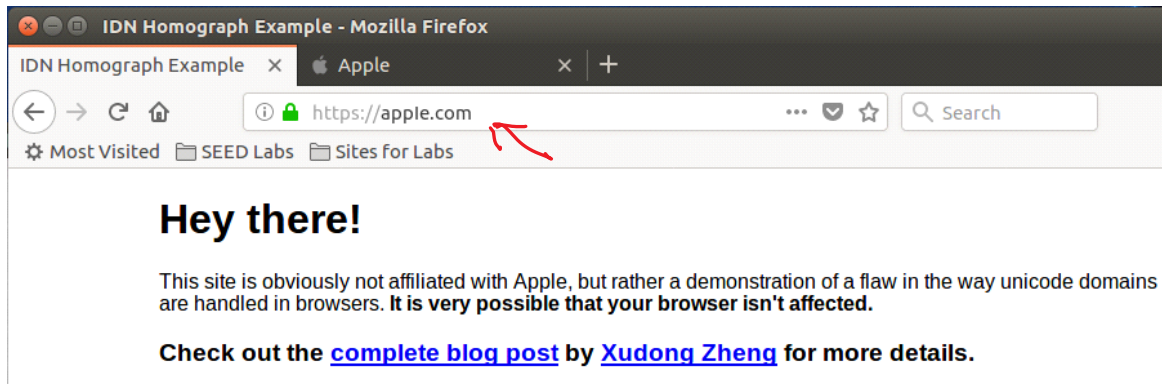 IDN Homograph Example - Mozilla Firefox
IDN Homograph Example Apple
https://apple.com Search
Most Visited SEED Labs Sites for Labs
Hey there!
This site is obviously not affiliated with Apple, but rather a demonstration of a flaw in the way unicode domains
are handled in browsers. It is very possible that your browser isn't affected.
Check out the complete blog post by Xudong Zheng for more details.